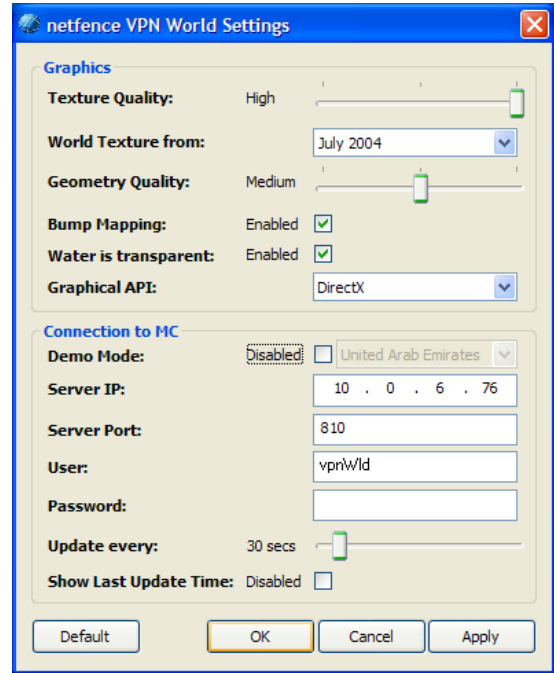 netfence VPN World Settings
Graphics
Texture Quality: High
World Texture from: July 2004
Geometry Quality: Medium
Bump Mapping: Enabled
Water is transparent: Enabled
Graphical API: DirectX
Connection to MC
Demo Mode: Disabled United Arab Emirates
Server IP: 10 . 0 . 6 . 76
Server Port: 810
User: vpnWld
Password:
Update every: 30 secs
Show Last Update Time: Disabled
Default OK Cancel Apply